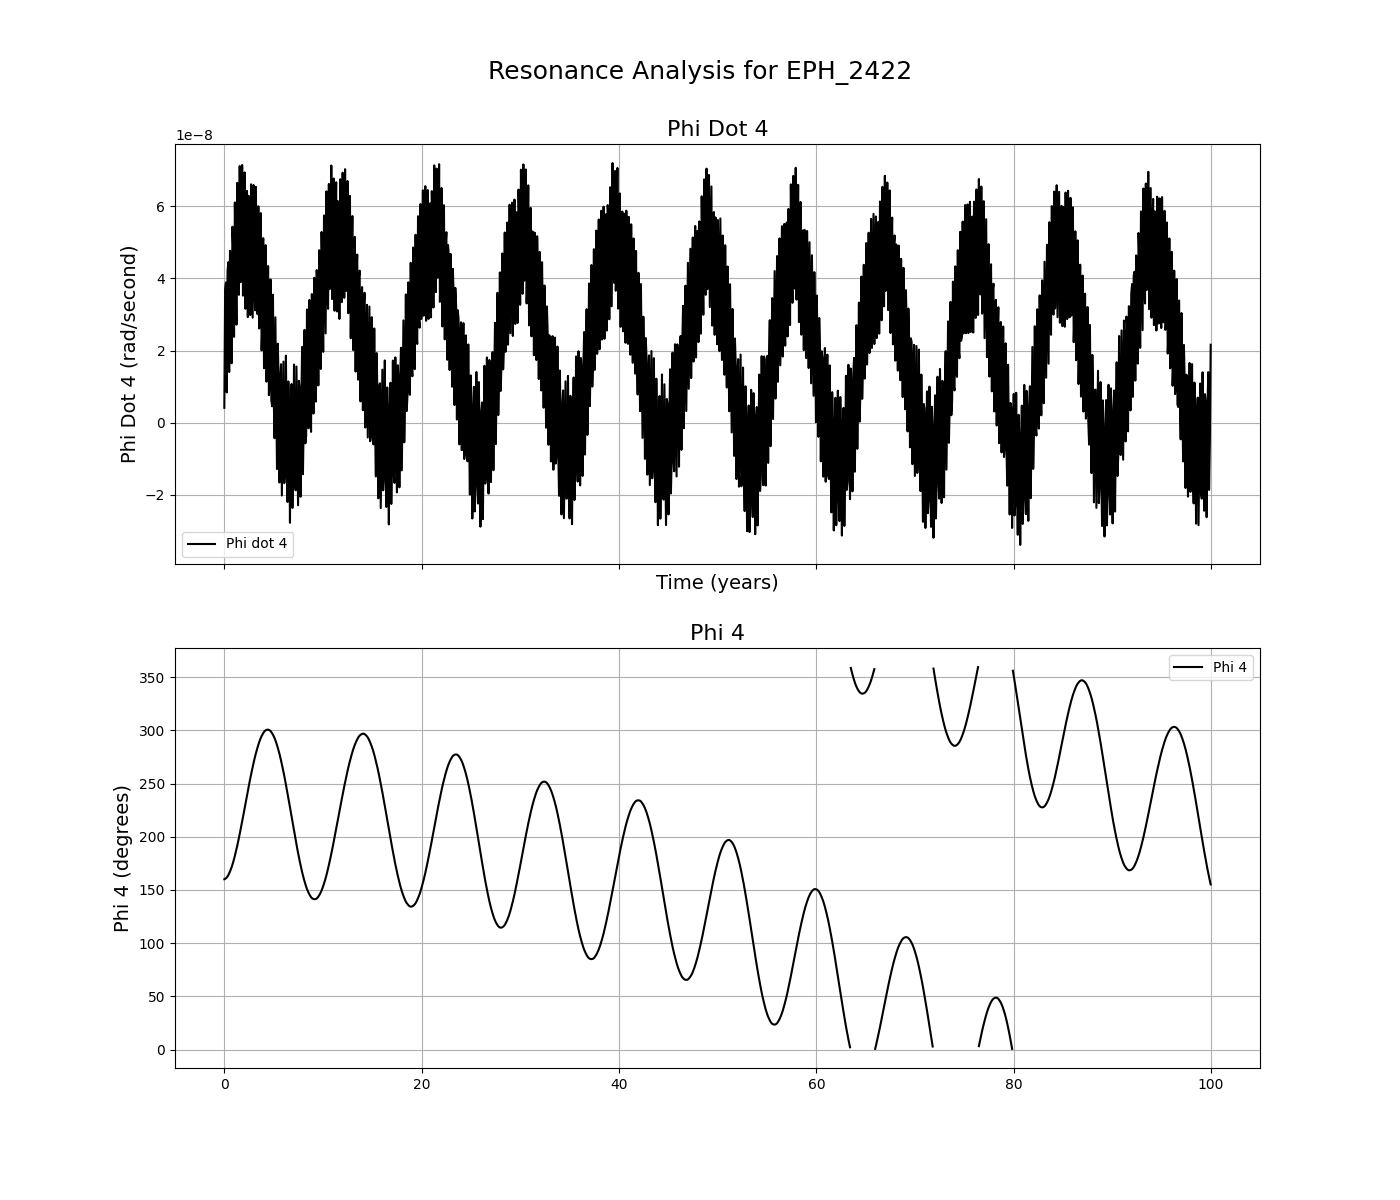 Resonance Analysis for EPH_2422
Phi Dot 4
1e−8
6
4
2
0
−2
Phi Dot 4 (rad/second)
Phi dot 4
Time (years)
Phi 4
350
300
250
200
150
100
50
0
Phi 4 (degrees)
Phi 4
0 20 40 60 80 100